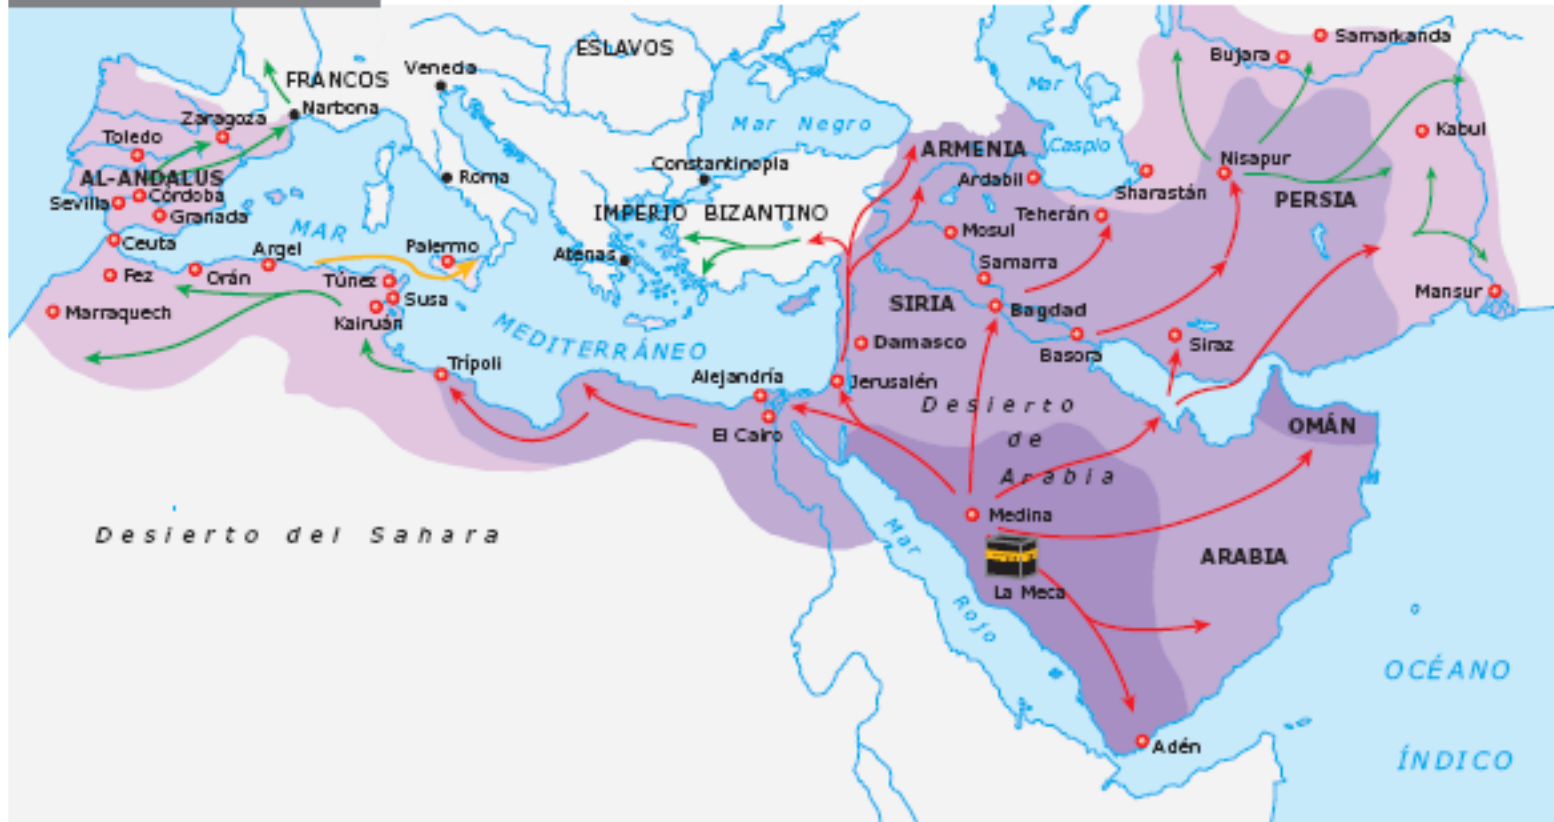 ESLAVOS
Samarkanda
Bujara
Venecia
FRANCOS
Narbona
Mar
Caspio
Zaragoza
Toledo
Mar Negro
Kabul
ARMENIA
Constantinopla
Nisapur
Roma
AL-ANDALUS
Córdoba
Sevilla
Granada
Ardabil
Sharastán
PERSIA
IMPERIO BIZANTINO
Teherán
Mosul
MAR
MEDITERRÁNEO
Ceuta
Argel
Palermo
Atenas
Fez
Orán
Túnez
Samarra
Susa
Mansur
SIRIA
Bagdad
Marraquech
Kairuán
Damasco
Basora
Siraz
Trípoli
Alejandría
Jerusalén
Desierto
de
Arabia
El Cairo
OMÁN
Medina
Desierto del Sahara
Mar
Rojo
ARABIA
La Meca
OCÉANO
ÍNDICO
Adén